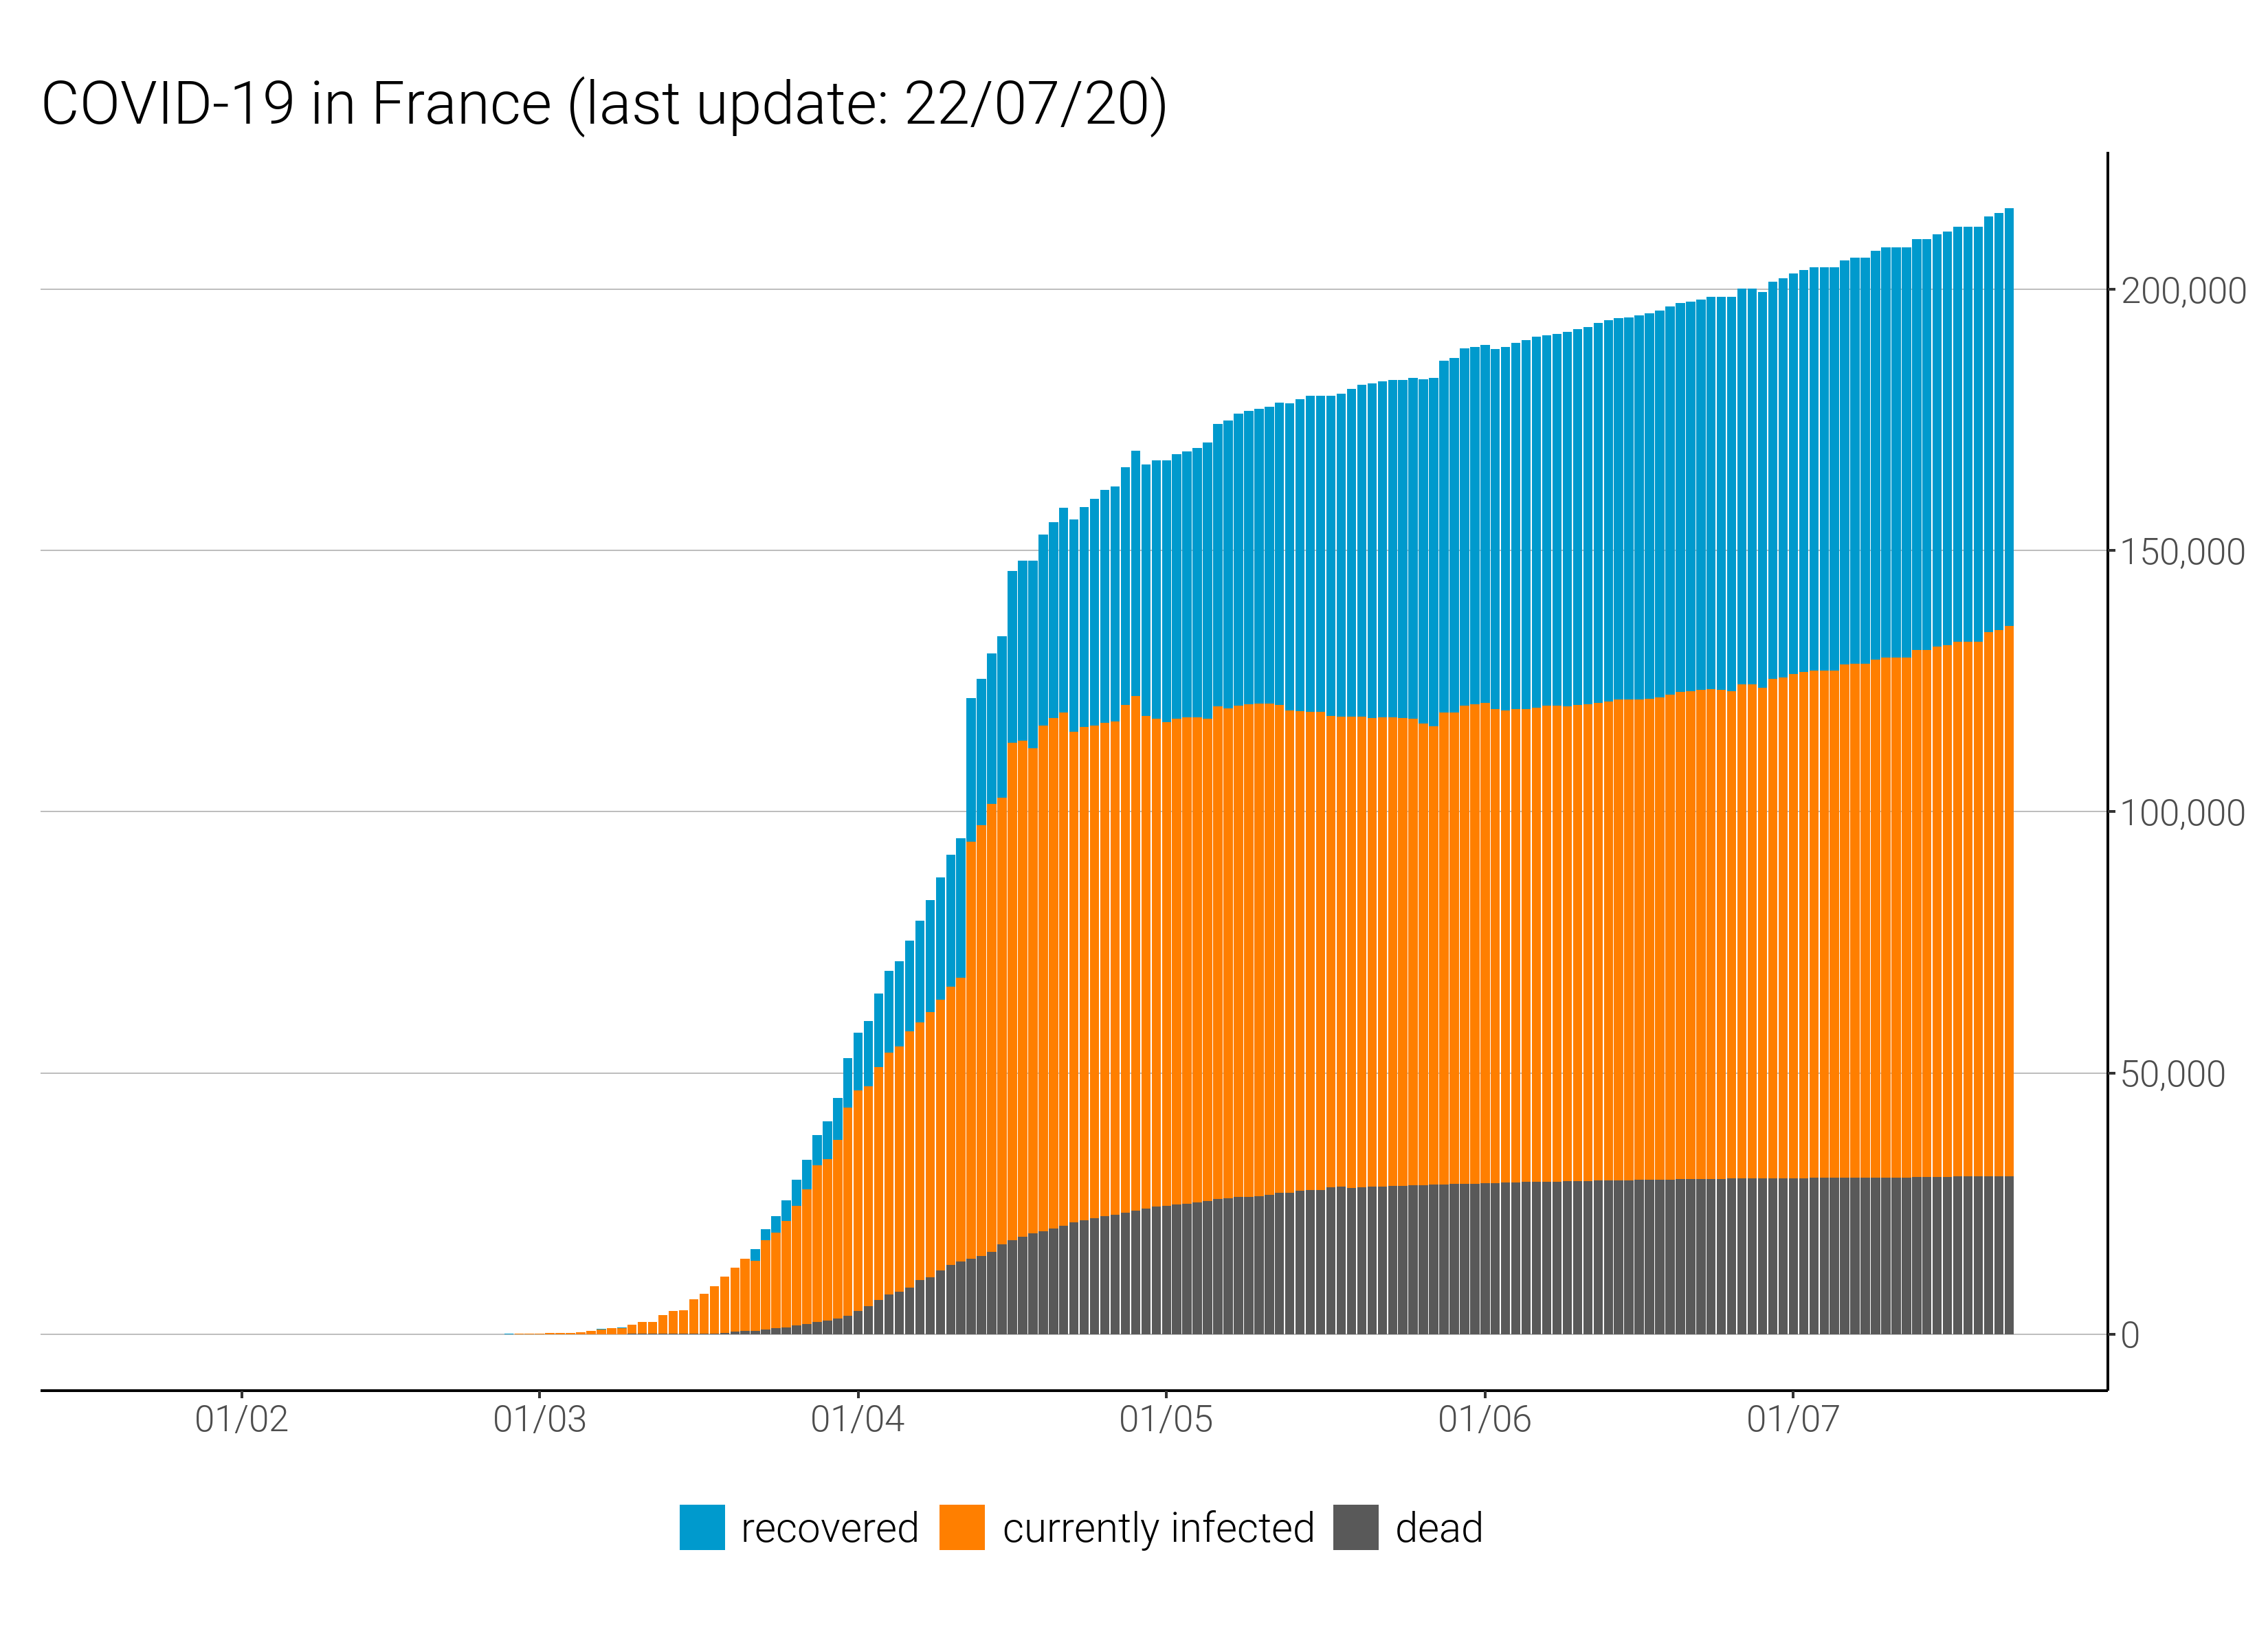 COVID-19 in France (last update: 22/07/20)
200,000
150,000
100,000
50,000
0
01/02 01/03 01/04 01/05 01/06 01/07
recovered currently infected dead